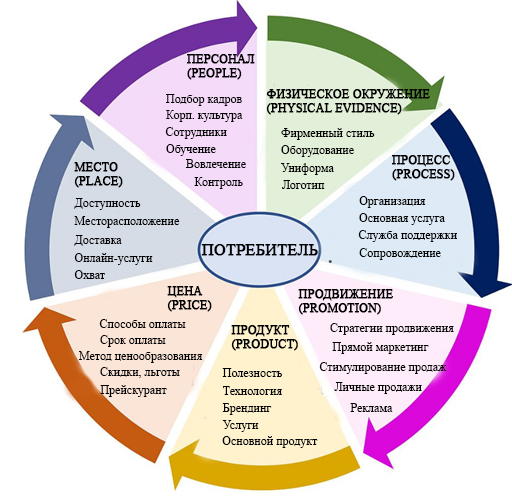 ПЕРСОНАЛ
(PEOPLE)
Подбор кадров
Корп. культура
Сотрудники
Обучение
Вовлечение
Контроль
ФИЗИЧЕСКОЕ ОКРУЖЕНИЕ
(PHYSICAL EVIDENCE)
Фирменный стиль
Оборудование
Униформа
Логотип
ПРОЦЕСС
(PROCESS)
Организация
Основная услуга
Служба поддержки
Сопровождение
ПРОДВИЖЕНИЕ
(PROMOTION)
Стратегии продвижения
Прямой маркетинг
Стимулирование продаж
Личные продажи
Реклама
ПРОДУКТ
(PRODUCT)
Полезность
Технология
Брендинг
Услуги
Основной продукт
ЦЕНА
(PRICE)
Способы оплаты
Срок оплаты
Метод ценообразования
Скидки, льготы
Прейскурант
МЕСТО
(PLACE)
Доступность
Месторасположение
Доставка
Онлайн-услуги
Охват
ПОТРЕБИТЕЛЬ